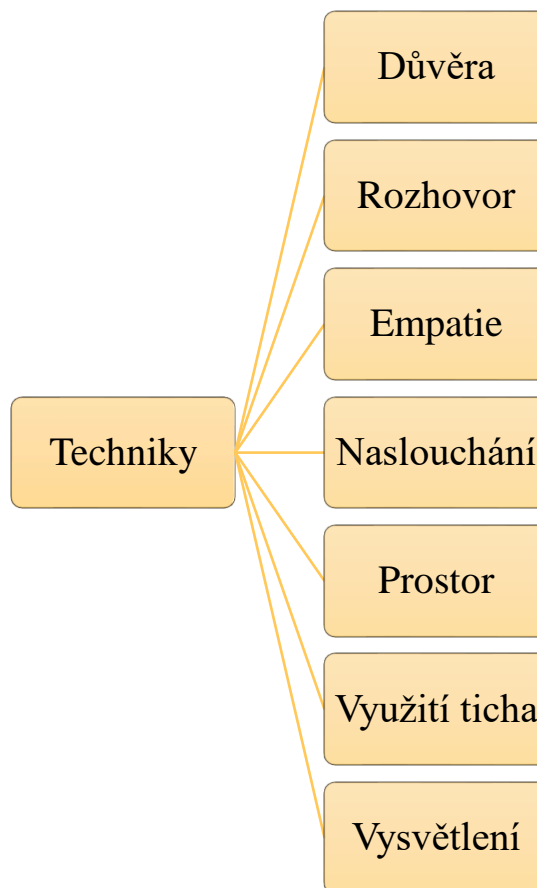 Techniky
Důvěra
Rozhovor
Empatie
Naslouchání
Prostor
Využití ticha
Vysvětlení